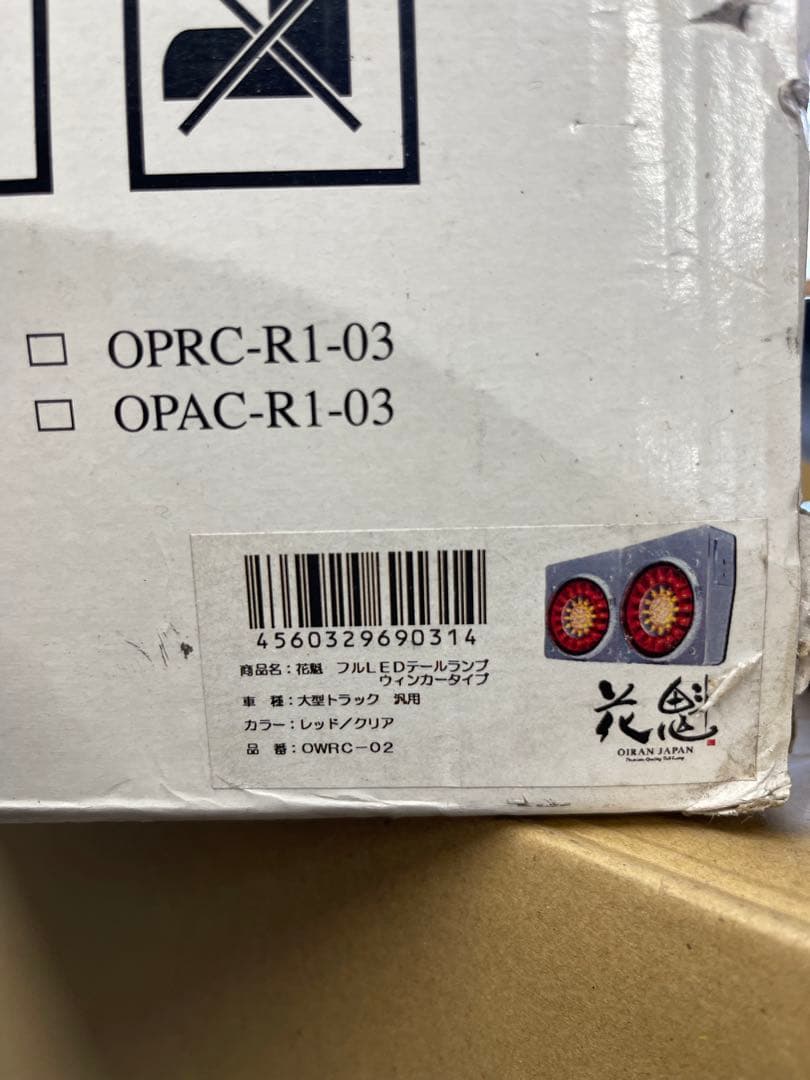 OPRC-R1-03
OPAC-R1-03
4560329690314
商品名：花魁 フルLEDテールランプ
ウィンカータイプ
車 種：大型トラック 汎用
カラー：レッド／クリア
品 番：OWRC-02
花魁
OIRAN JAPAN